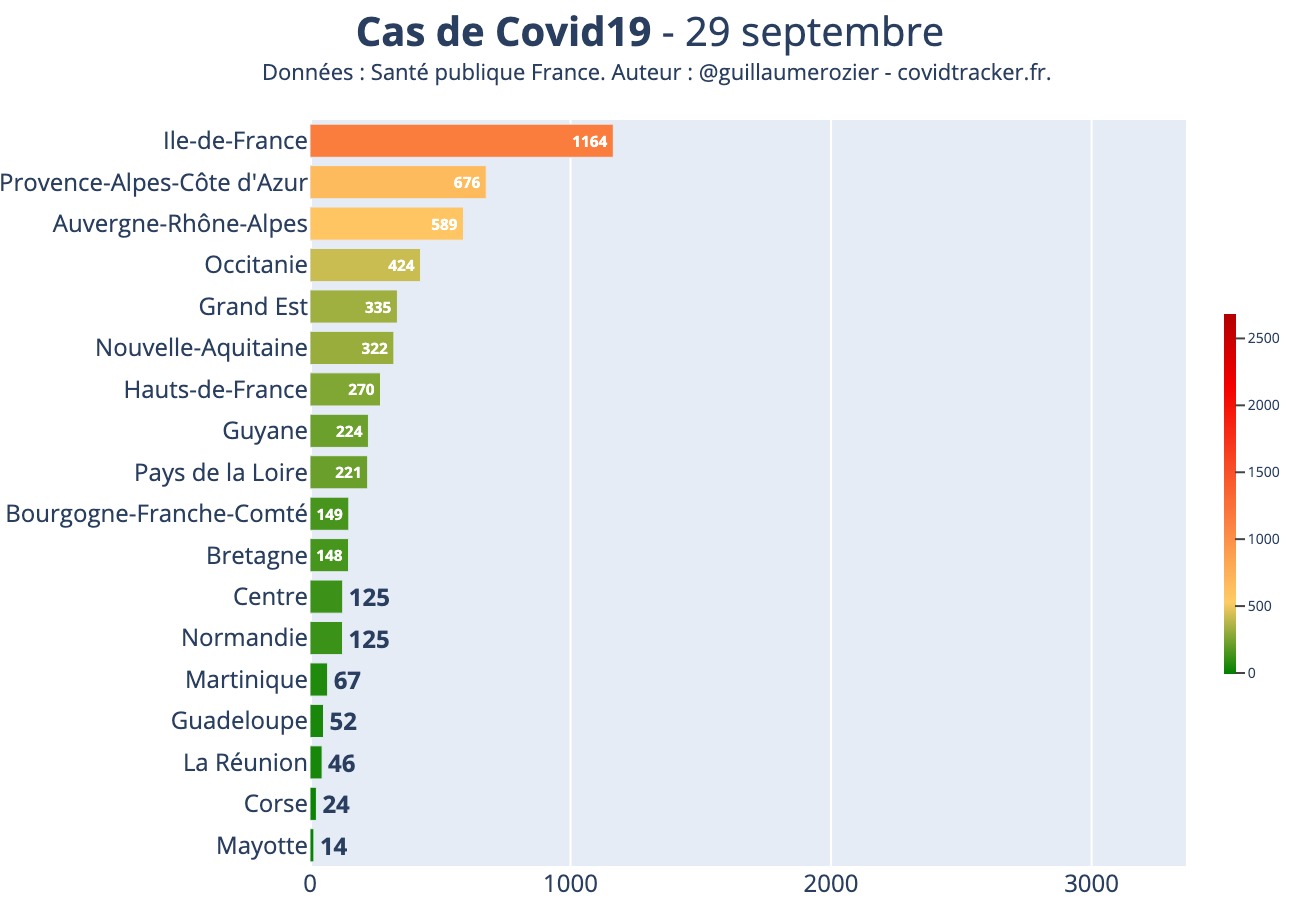 Cas de Covid19 - 29 septembre
Données : Santé publique France. Auteur : @guillaumerozier - covidtracker.fr.
Ile-de-France 1164
Provence-Alpes-Côte d'Azur 676
Auvergne-Rhône-Alpes 589
Occitanie 424
Grand Est 335
Nouvelle-Aquitaine 322
Hauts-de-France 270
Guyane 224
Pays de la Loire 221
Bourgogne-Franche-Comté 149
Bretagne 148
Centre 125
Normandie 125
Martinique 67
Guadeloupe 52
La Réunion 46
Corse 24
Mayotte 14
0 1000 2000 3000
2500
2000
1500
1000
500
0